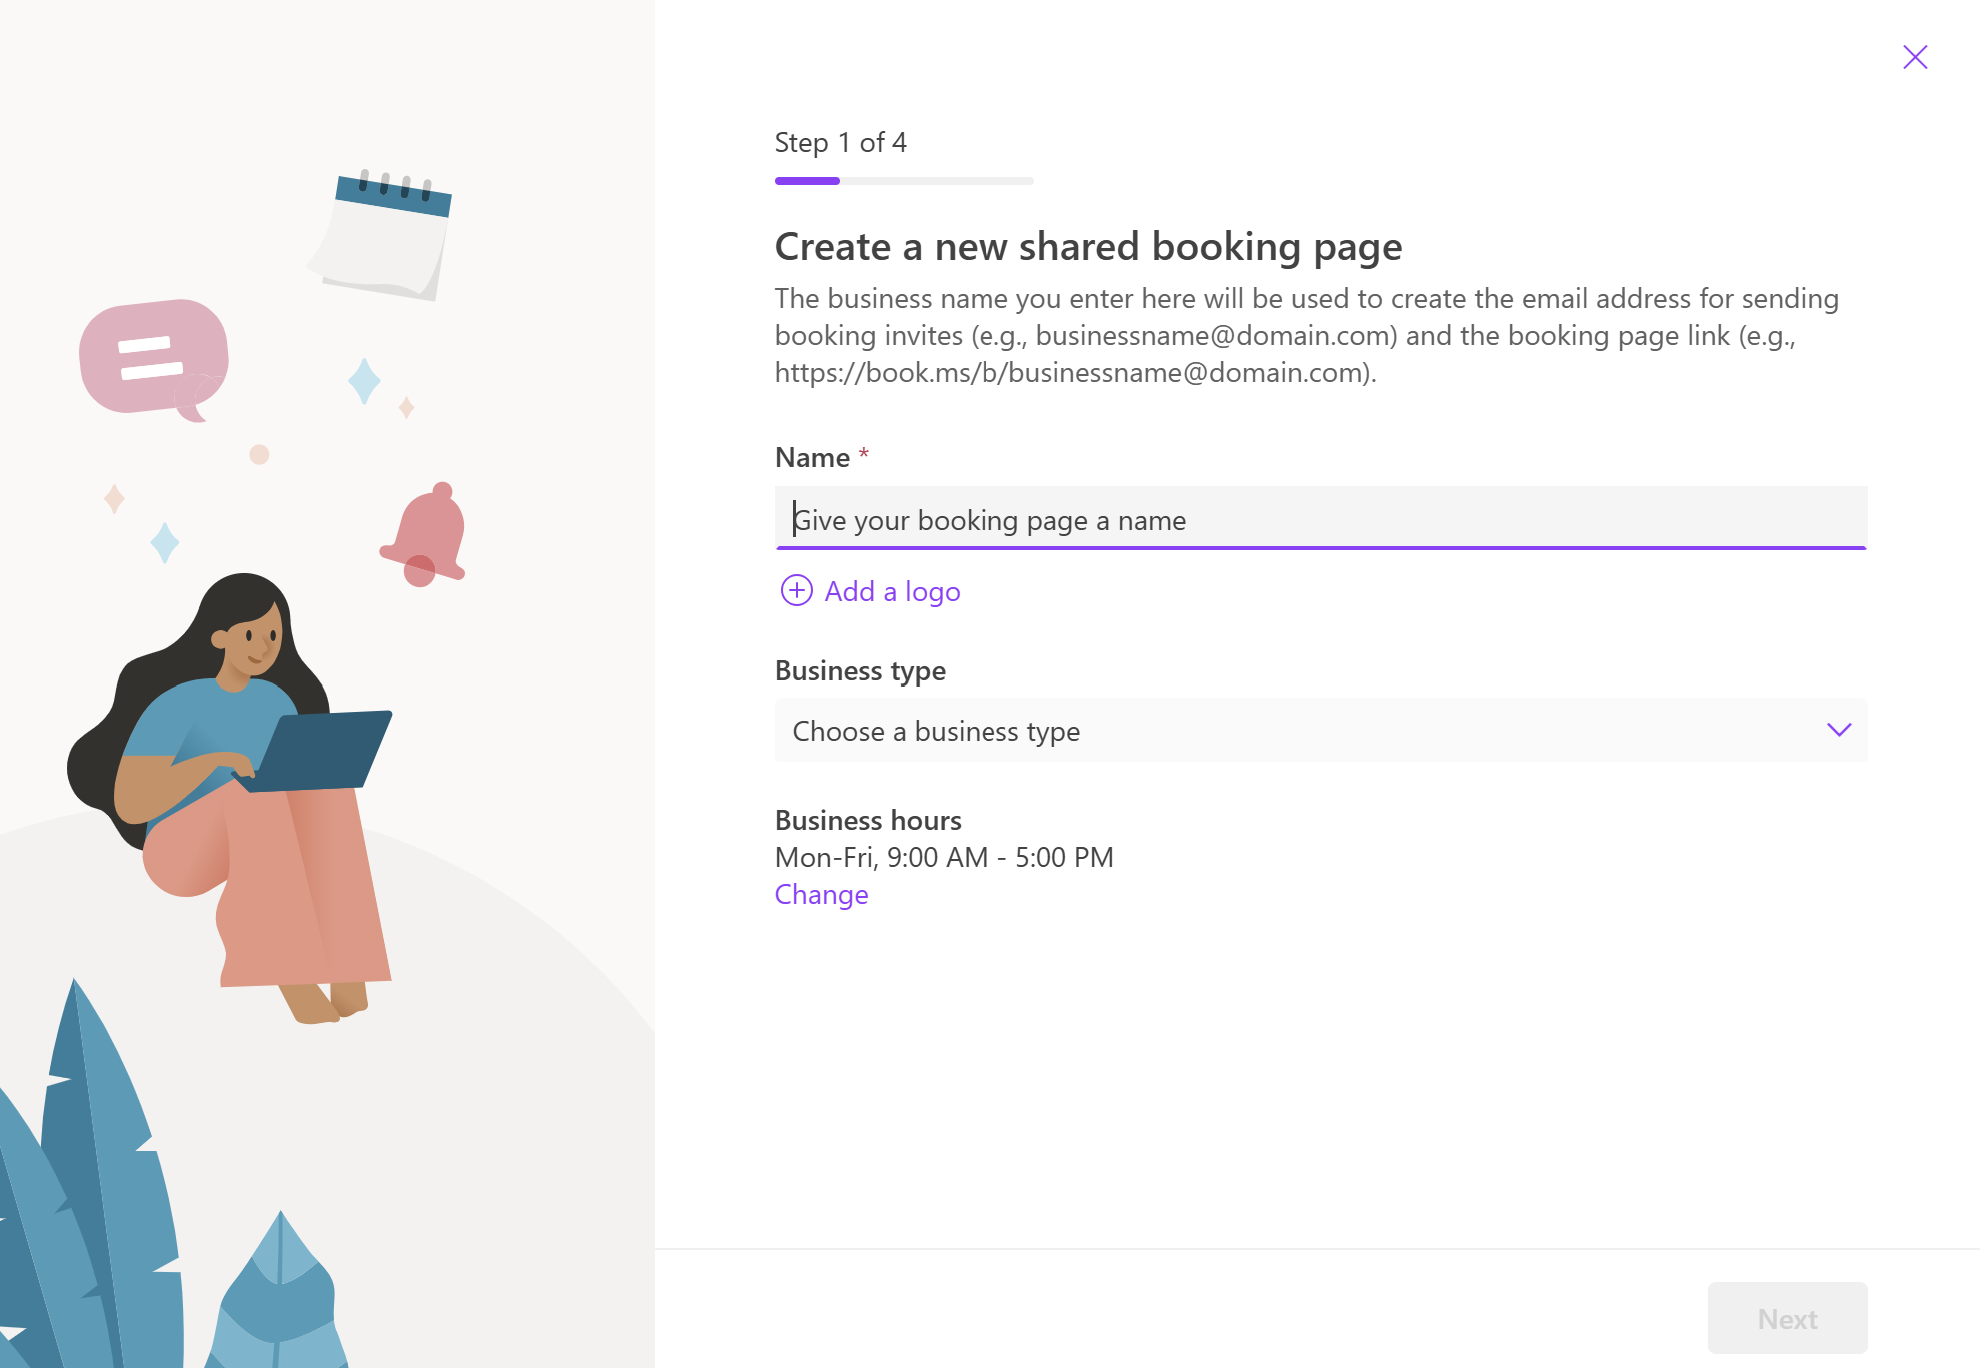 Step 1 of 4
Create a new shared booking page
The business name you enter here will be used to create the email address for sending
booking invites (e.g., businessname@domain.com) and the booking page link (e.g.,
https://book.ms/b/businessname@domain.com).
Name *
Give your booking page a name
Add a logo
Business type
Choose a business type
Business hours
Mon-Fri, 9:00 AM - 5:00 PM
Change
Next